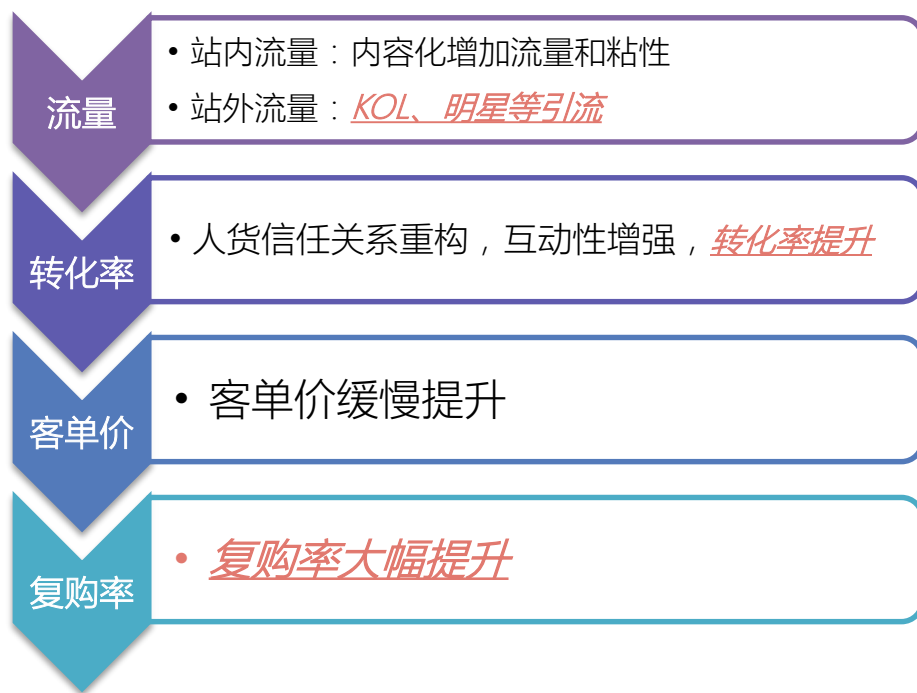 流量
• 站内流量：内容化增加流量和粘性
• 站外流量：KOL、明星等引流
转化率
• 人货信任关系重构，互动性增强，转化率提升
客单价
• 客单价缓慢提升
复购率
• 复购率大幅提升